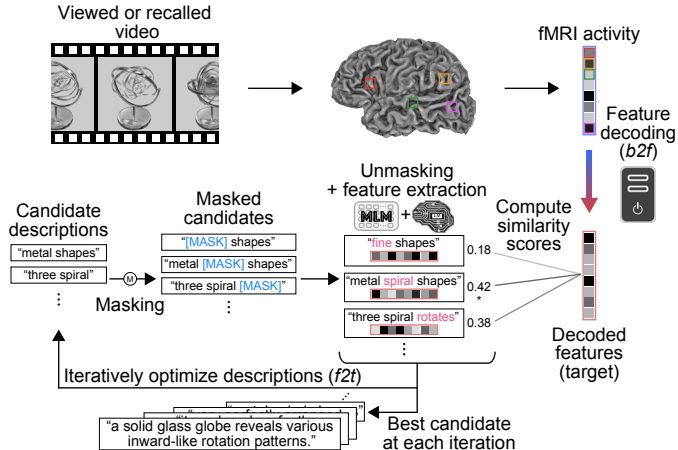 Viewed or recalled
video
fMRI activity
Feature
decoding
(b2f)
Unmasking
+ feature extraction
MLM
+
LM
Masked
candidates
Candidate
descriptions
Compute
similarity
scores
"[MASK] shapes"
"fine shapes"
0.18
"metal shapes"
"metal [MASK] shapes"
"three spiral"
M
"three spiral [MASK]"
"metal spiral shapes"
0.42
*
Masking
"three spiral rotates"
0.38
Decoded
features
(target)
Iteratively optimize descriptions (f2t)
"a solid glass globe reveals various
inward-like rotation patterns."
Best candidate
at each iteration